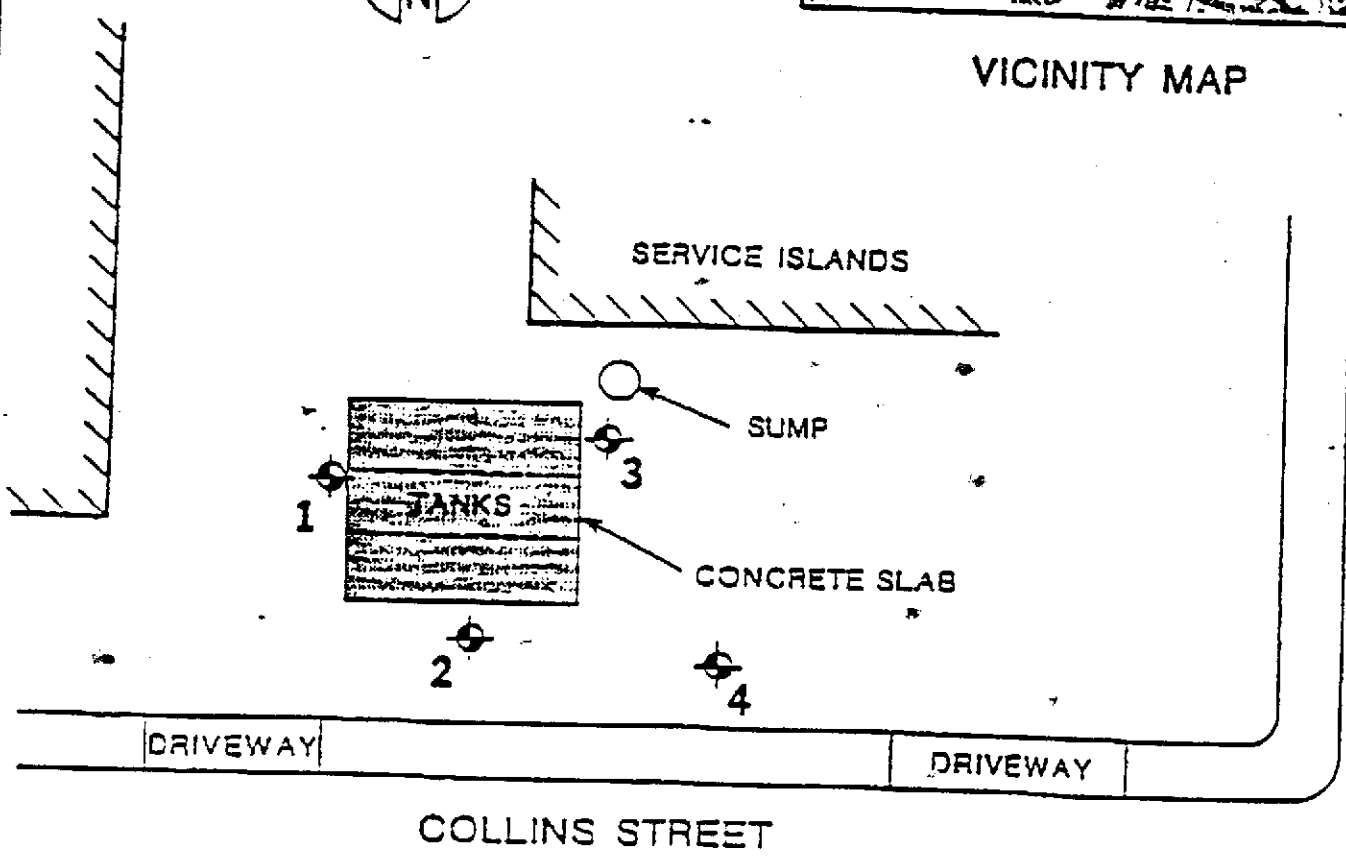 N
VICINITY MAP
SERVICE ISLANDS
SUMP
3
TANKS
1
CONCRETE SLAB
2
4
DRIVEWAY
DRIVEWAY
COLLINS STREET